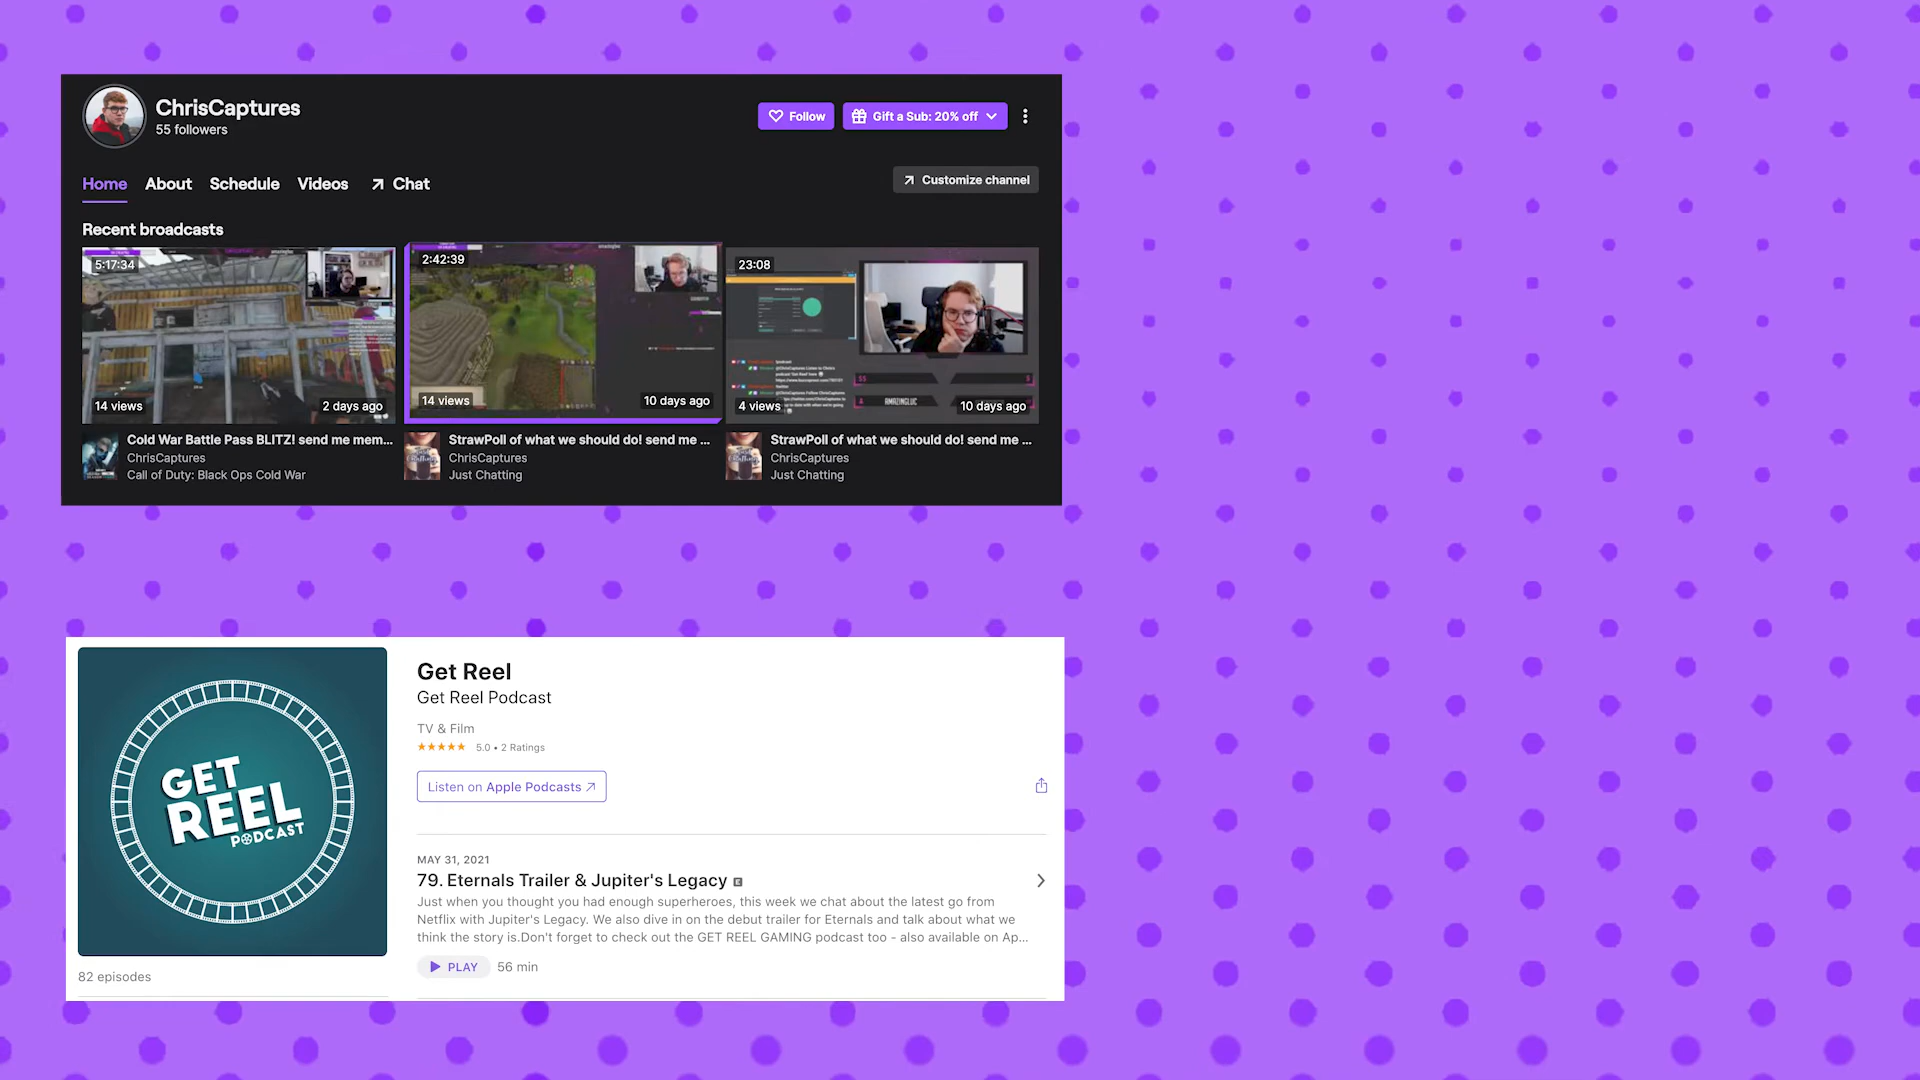 ChrisCaptures
55 followers
Follow
Gift a Sub: 20% off
Home
About
Schedule
Videos
Chat
Customize channel
Recent broadcasts
5:17:34
14 views
2 days ago
2:42:39
14 views
10 days ago
23:08
4 views
10 days ago
AMAZINGLUC
Cold War Battle Pass BLITZ! send me mem...
ChrisCaptures
Call of Duty: Black Ops Cold War
StrawPoll of what we should do! send me ...
ChrisCaptures
Just Chatting
StrawPoll of what we should do! send me ...
ChrisCaptures
Just Chatting
GET
REEL
PODCAST
82 episodes
Get Reel
Get Reel Podcast
TV & Film
5.0 • 2 Ratings
Listen on Apple Podcasts
MAY 31, 2021
79. Eternals Trailer & Jupiter's Legacy E
Just when you thought you had enough superheroes, this week we chat about the latest go from
Netflix with Jupiter's Legacy. We also dive in on the debut trailer for Eternals and talk about what we
think the story is.Don't forget to check out the GET REEL GAMING podcast too - also available on Ap...
PLAY
56 min